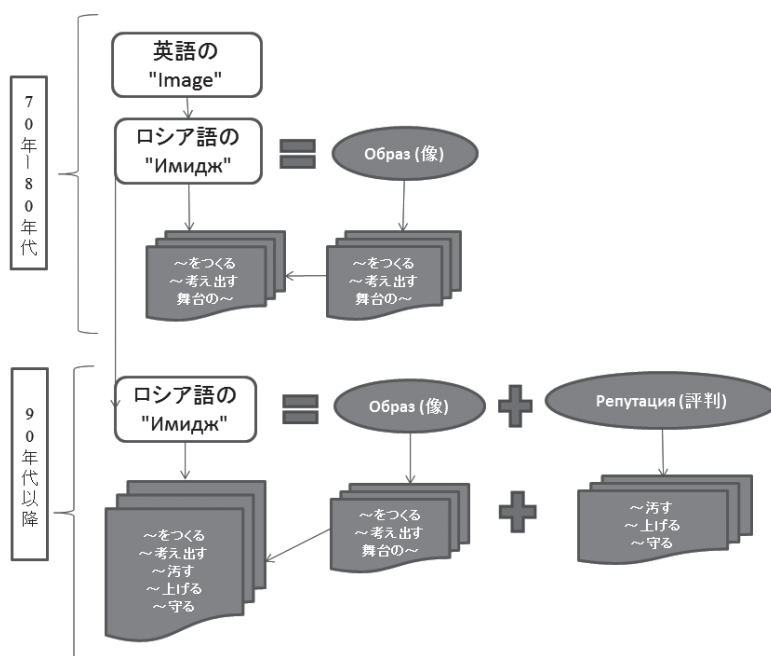 70年―80年代
英語の
"Image"
ロシア語の
"Имидж"
Образ (像)
～をつくる
～考え出す
舞台の～
～をつくる
～考え出す
舞台の～
90年代以降
ロシア語の
"Имидж"
Образ (像)
Репутация (評判)
～をつくる
～考え出す
～汚す
～上げる
～守る
～をつくる
～考え出す
舞台の～
～汚す
～上げる
～守る